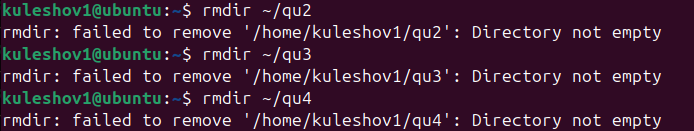 kuleshov1@ubuntu:~$ rmdir ~/qu2
rmdir: failed to remove '/home/kuleshov1/qu2': Directory not empty
kuleshov1@ubuntu:~$ rmdir ~/qu3
rmdir: failed to remove '/home/kuleshov1/qu3': Directory not empty
kuleshov1@ubuntu:~$ rmdir ~/qu4
rmdir: failed to remove '/home/kuleshov1/qu4': Directory not empty